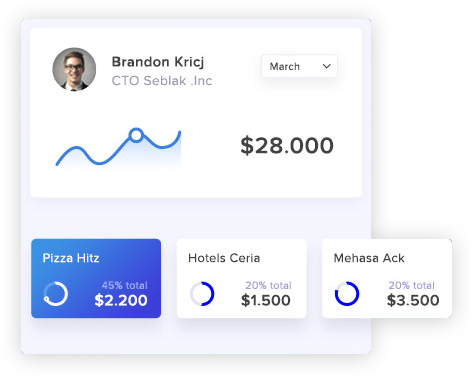 Brandon Kricj
CTO Seblak .Inc
March
$28.000
Pizza Hitz
45% total
$2.200
Hotels Ceria
20% total
$1.500
Mehasa Ack
20% total
$3.500